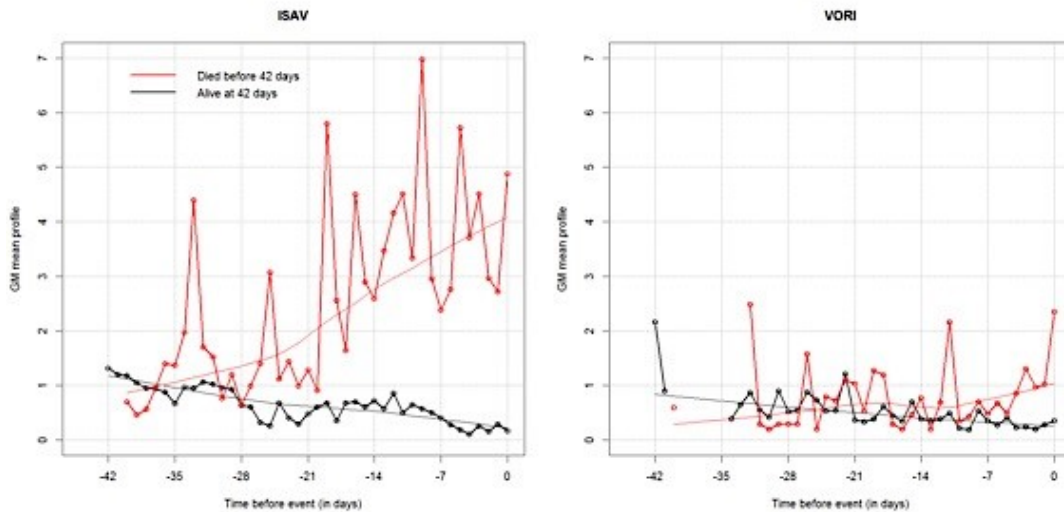 ISAV
VORI
GM mean profile
7
6
5
4
3
2
1
0
Died before 42 days
Alive at 42 days
-42 -35 -28 -21 -14 -7 0
Time before event (in days)
GM mean profile
7
6
5
4
3
2
1
0
-42 -35 -28 -21 -14 -7 0
Time before event (in days)